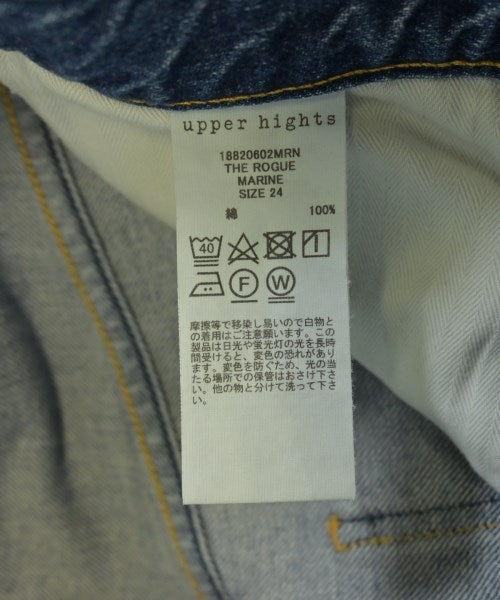 upper hights
18820602MRN
THE ROGUE
MARINE
SIZE 24
綿 100%
40
F W
摩擦等で移染し易いので白物と
の着用はご注意願います。この
製品は日光や蛍光灯の光を長時
間受けると、変色の恐れがあり
ます。変色を防ぐため、光の当
たる場所での保管はおさけ下さ
い。他の物と分けて洗って下さ
い。